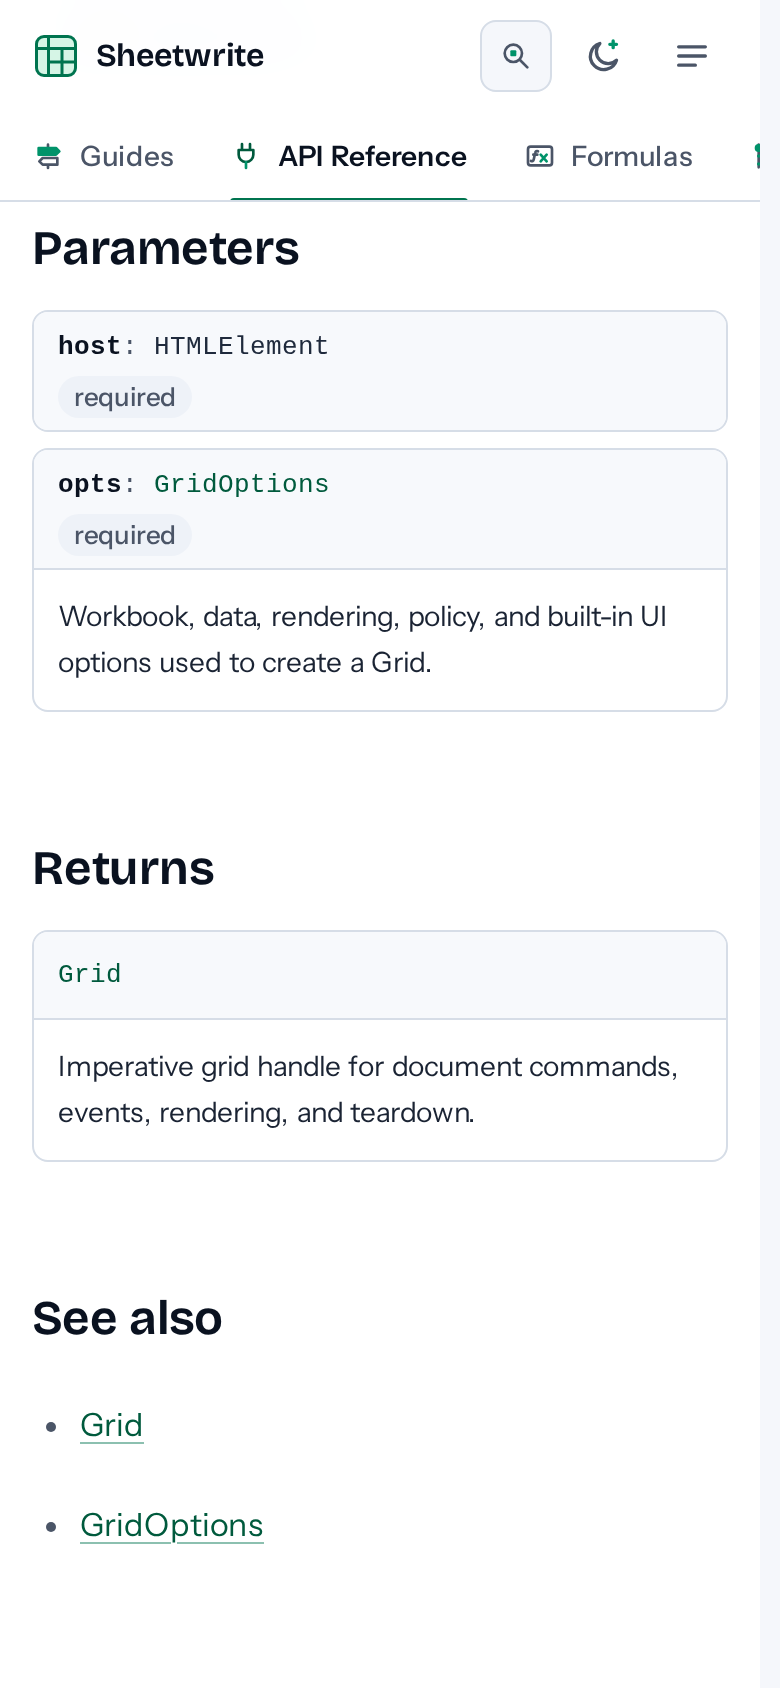 Sheetwrite
Guides
API Reference
Formulas
Parameters
host: HTMLElement
required
opts: GridOptions
required
Workbook, data, rendering, policy, and built-in UI
options used to create a Grid.
Returns
Grid
Imperative grid handle for document commands,
events, rendering, and teardown.
See also
Grid
GridOptions